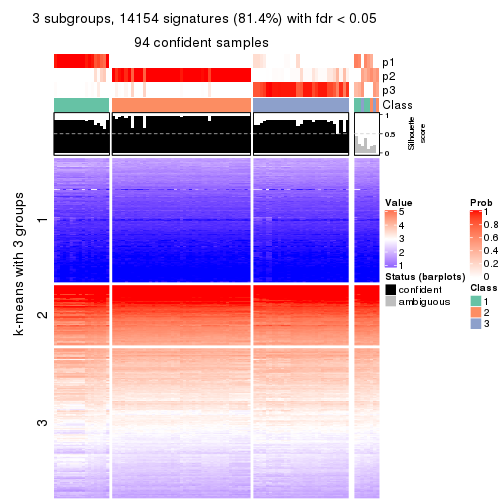 3 subgroups, 14154 signatures (81.4%) with fdr < 0.05
94 confident samples
p1
p2
p3
Class
1
0.5
0
Silhouette
score
k-means with 3 groups
1
2
3
Value
5
4
3
2
1
Status (barplots)
confident
ambiguous
Prob
1
0.8
0.6
0.4
0.2
0
Class
1
2
3